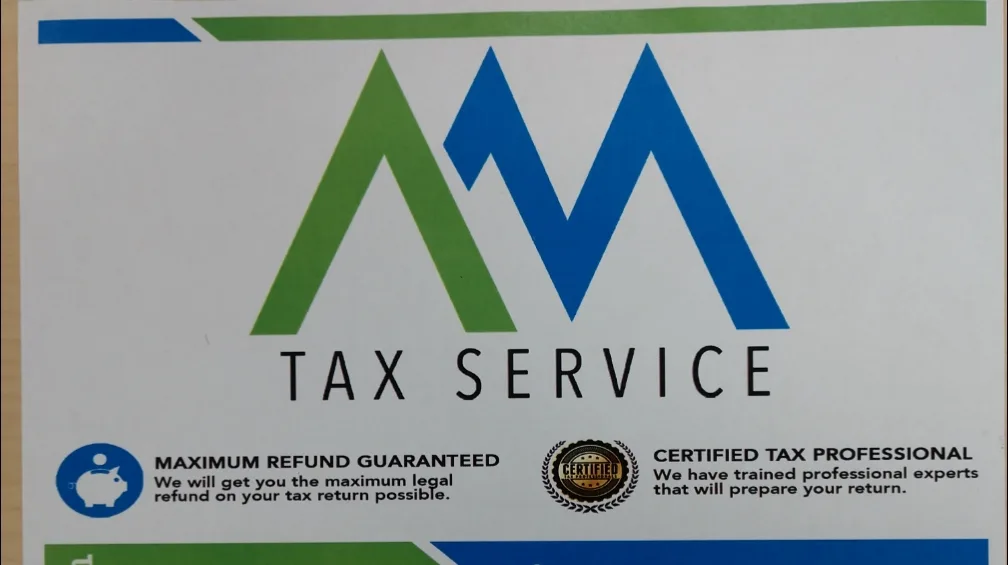 AM
TAX SERVICE
MAXIMUM REFUND GUARANTEED
We will get you the maximum legal
refund on your tax return possible.
CERTIFIED
CERTIFIED TAX PROFESSIONAL
We have trained professional experts
that will prepare your return.